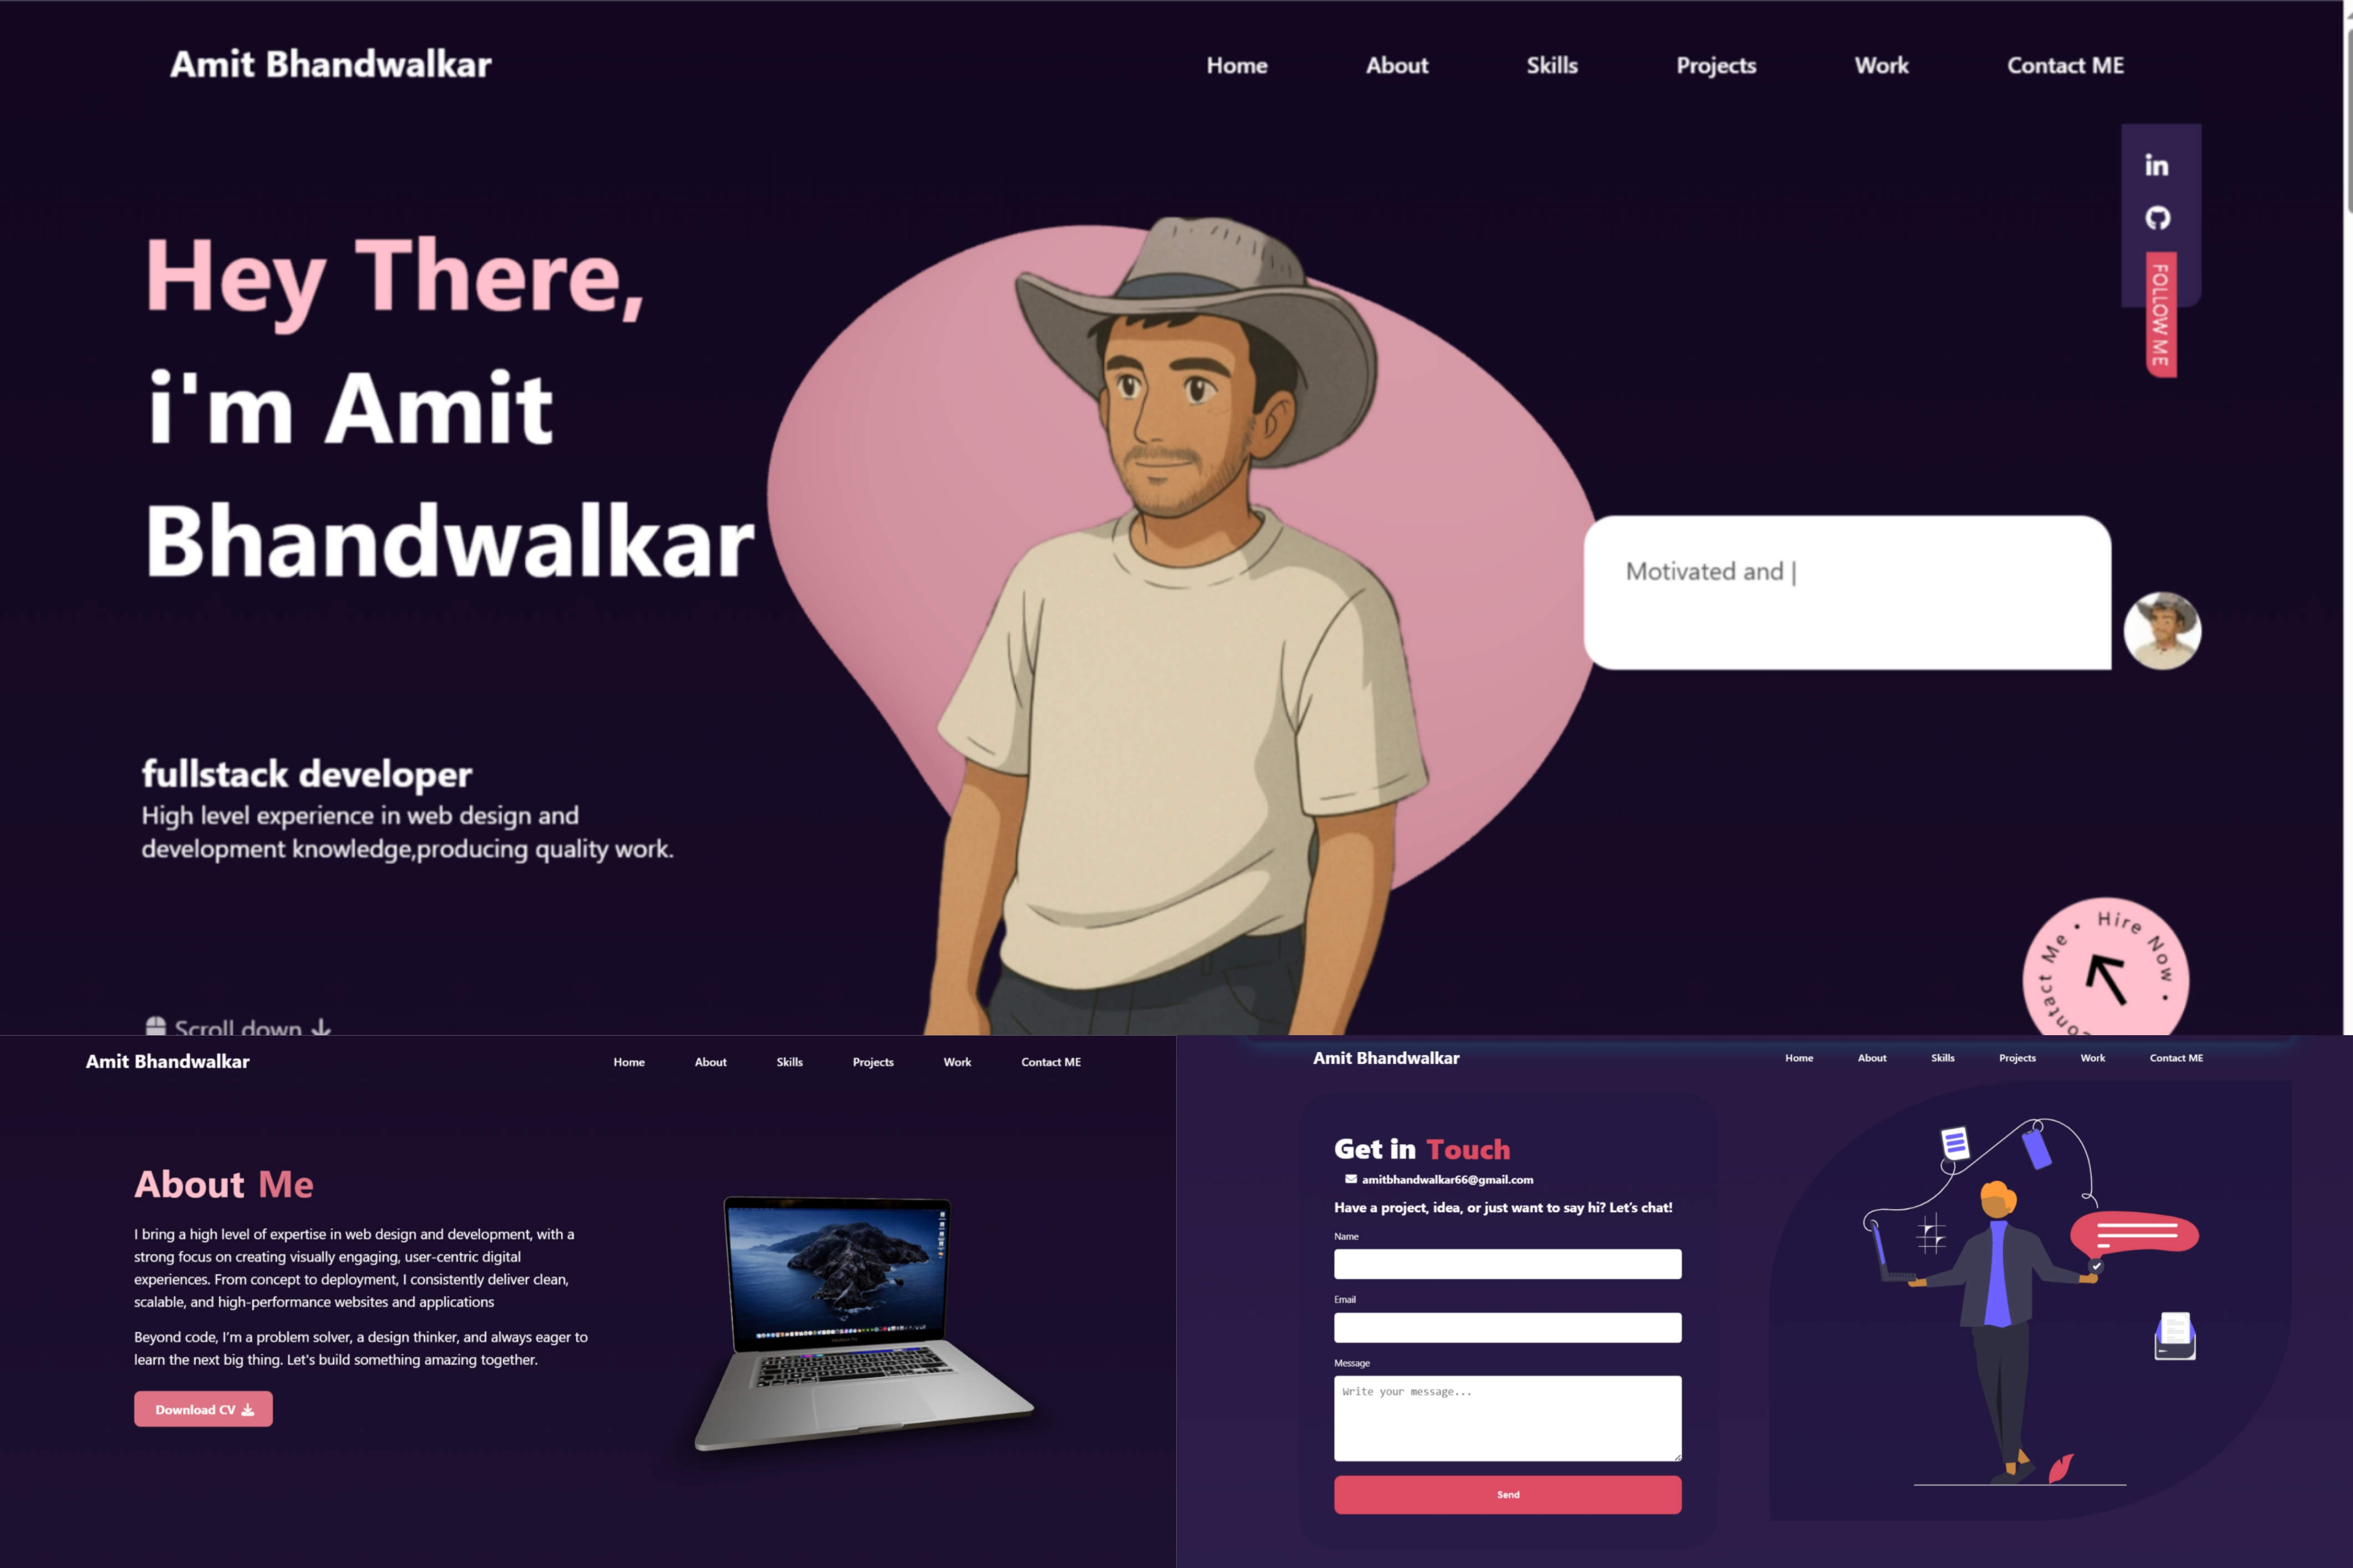 Amit Bhandwalkar
Home About Skills Projects Work Contact ME
in
FOLLOW ME
Hey There,
i'm Amit
Bhandwalkar
Motivated and |
fullstack developer
High level experience in web design and
development knowledge,producing quality work.
Hire Now • Contact Me •
Scroll down
Amit Bhandwalkar
Home About Skills Projects Work Contact ME
About Me
I bring a high level of expertise in web design and development, with a
strong focus on creating visually engaging, user-centric digital
experiences. From concept to deployment, I consistently deliver clean,
scalable, and high-performance websites and applications
Beyond code, I’m a problem solver, a design thinker, and always eager to
learn the next big thing. Let's build something amazing together.
Download CV
Amit Bhandwalkar
Home About Skills Projects Work Contact ME
Get in Touch
amitbhandwalkar66@gmail.com
Have a project, idea, or just want to say hi? Let’s chat!
Name
Email
Message
Write your message...
Send